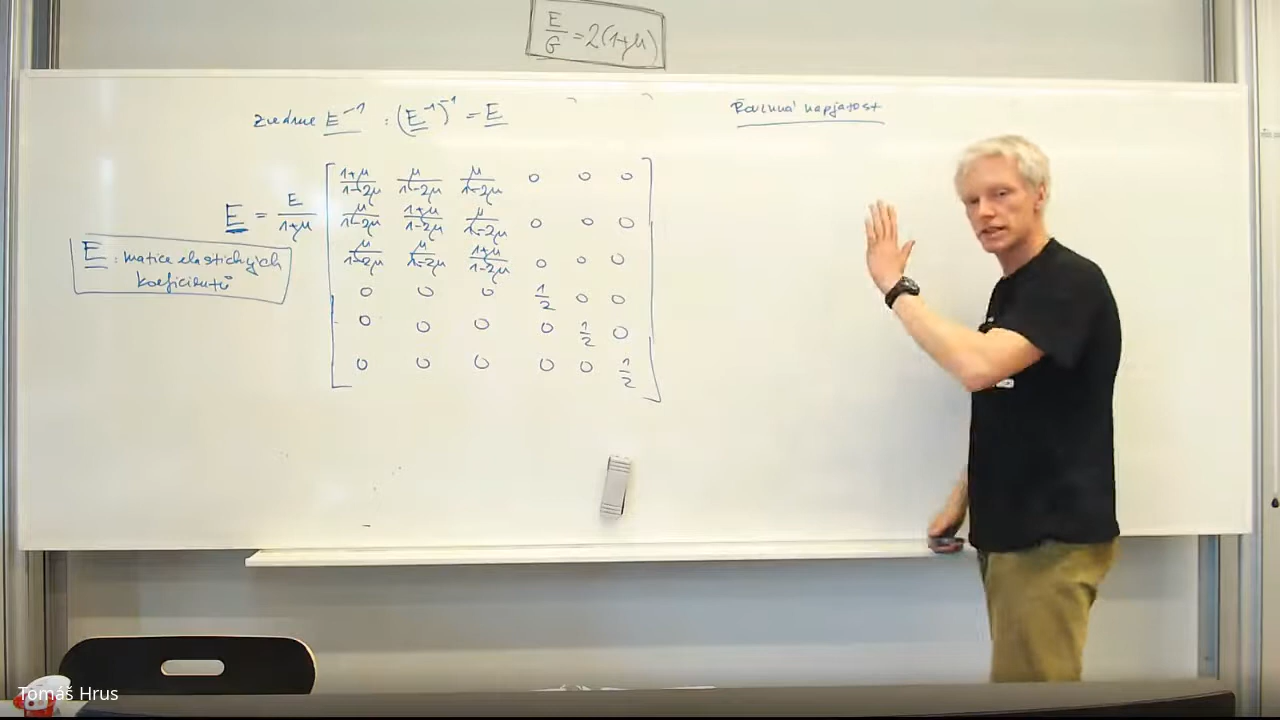 E/G = 2(1+μ)
zvedme E⁻¹ : (E⁻¹)⁻¹ = E
Rovinná napjatost
E = E/1+μ
1+μ/1-2μ μ/1-2μ μ/1-2μ 0 0 0
μ/1-2μ 1+μ/1-2μ μ/1-2μ 0 0 0
μ/1-2μ μ/1-2μ 1+μ/1-2μ 0 0 0
0 0 0 1/2 0 0
0 0 0 0 1/2 0
0 0 0 0 0 1/2
E : matice elastických
koeficientů
Tomáš Hrus